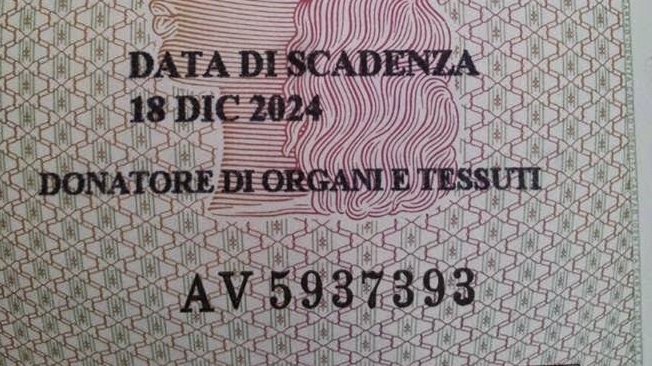 DATA DI SCADENZA
18 DIC 2024
DONATORE DI ORGANI E TESSUTI
AV 5937393